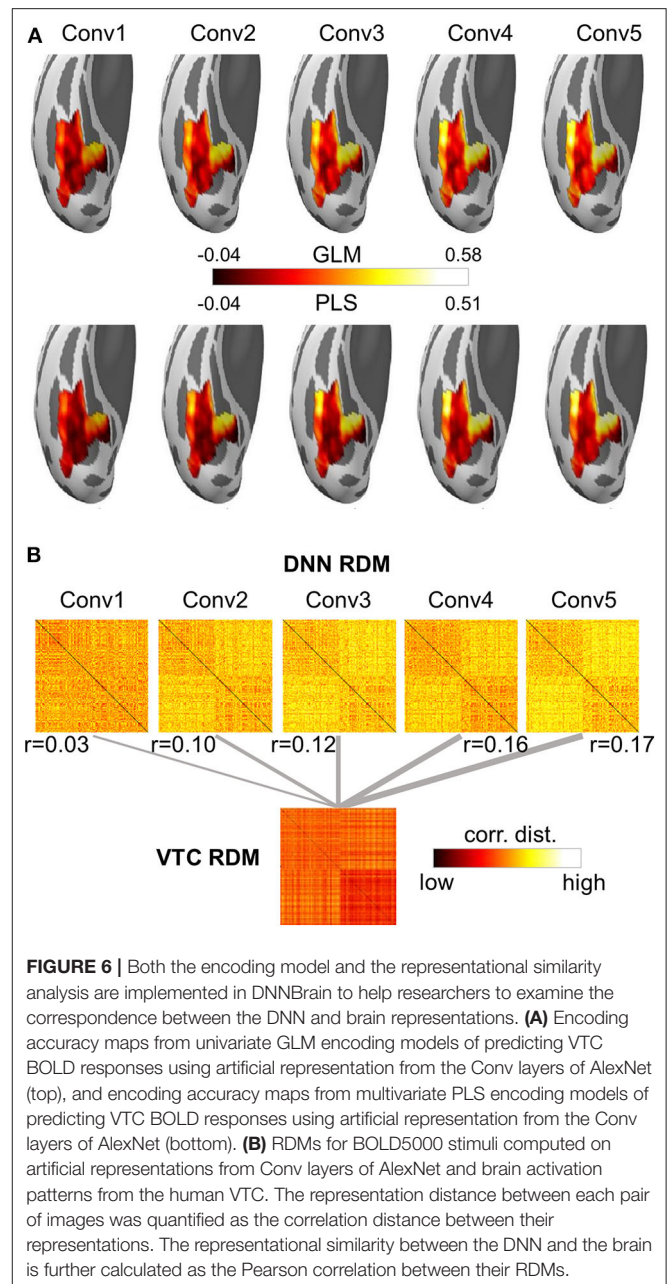 A Conv1 Conv2 Conv3 Conv4 Conv5
-0.04 GLM 0.58
-0.04 PLS 0.51
B
DNN RDM
Conv1 Conv2 Conv3 Conv4 Conv5
r=0.03 r=0.10 r=0.12 r=0.16 r=0.17
VTC RDM
corr. dist.
low high
FIGURE 6 | Both the encoding model and the representational similarity
analysis are implemented in DNNBrain to help researchers to examine the
correspondence between the DNN and brain representations. (A) Encoding
accuracy maps from univariate GLM encoding models of predicting VTC
BOLD responses using artificial representation from the Conv layers of AlexNet
(top), and encoding accuracy maps from multivariate PLS encoding models of
predicting VTC BOLD responses using artificial representation from the Conv
layers of AlexNet (bottom). (B) RDMs for BOLD5000 stimuli computed on
artificial representations from Conv layers of AlexNet and brain activation
patterns from the human VTC. The representation distance between each pair
of images was quantified as the correlation distance between their
representations. The representational similarity between the DNN and the brain
is further calculated as the Pearson correlation between their RDMs.